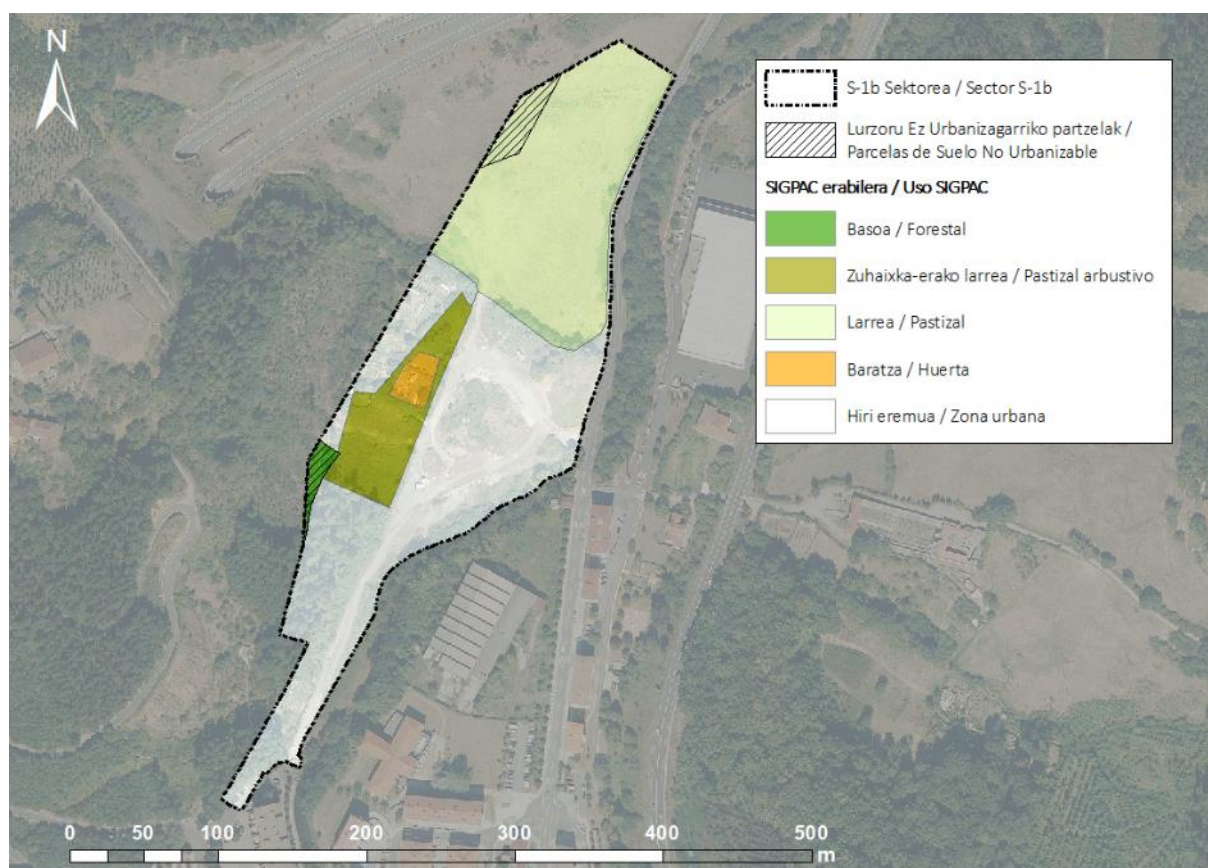 N
S-1b Sektorea / Sector S-1b
Lurzoru Ez Urbanizagarriko partzelak /
Parcelas de Suelo No Urbanizable
SIGPAC erabilera / Uso SIGPAC
Basoa / Forestal
Zuhaixka-erako larrea / Pastizal arbustivo
Larrea / Pastizal
Baratza / Huerta
Hiri eremua / Zona urbana
0 50 100 200 300 400 500
m